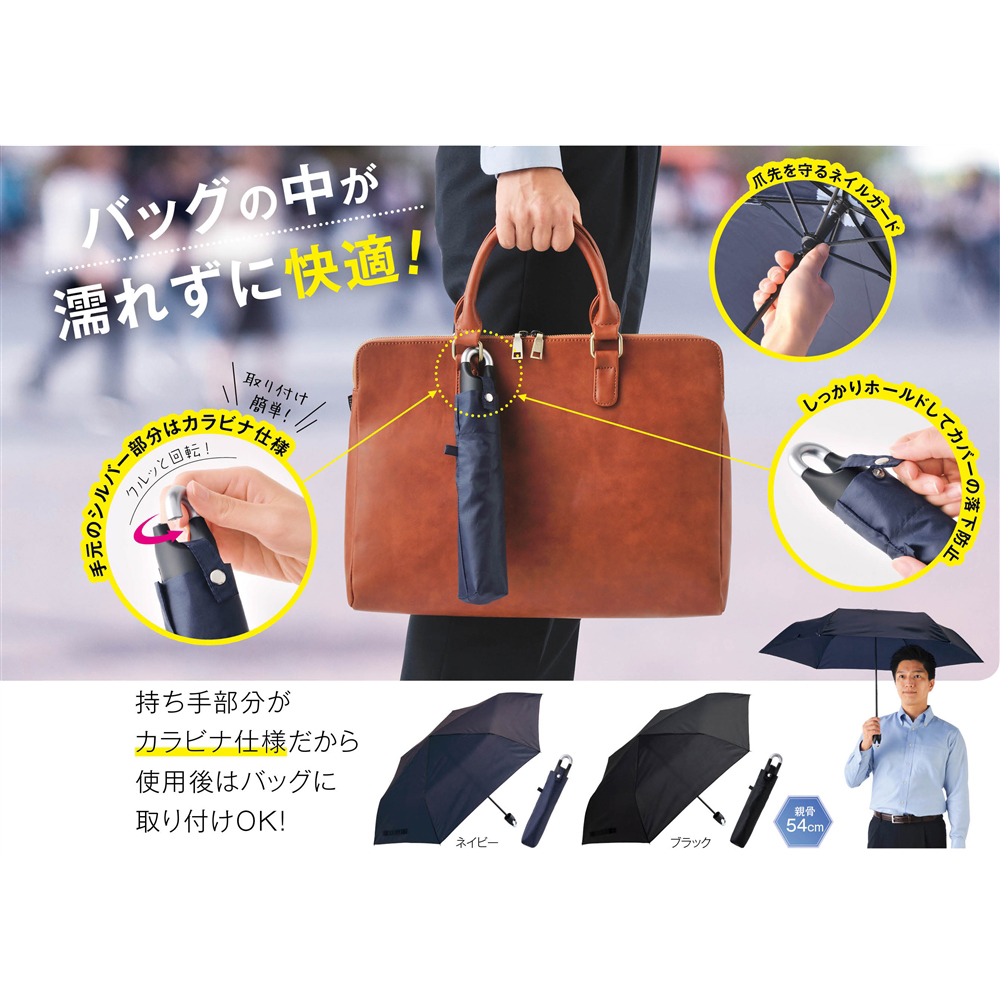 バッグの中が
濡れずに快適!
爪先を守るネイルガード
取り付け
簡単!
手元のシルバー部分はカラビナ仕様
クルッと回転!
しっかりホールドしてカバーの落下防止
持ち手部分が
カラビナ仕様だから
使用後はバッグに
取り付けOK!
ネイビー
ブラック
親骨
54cm